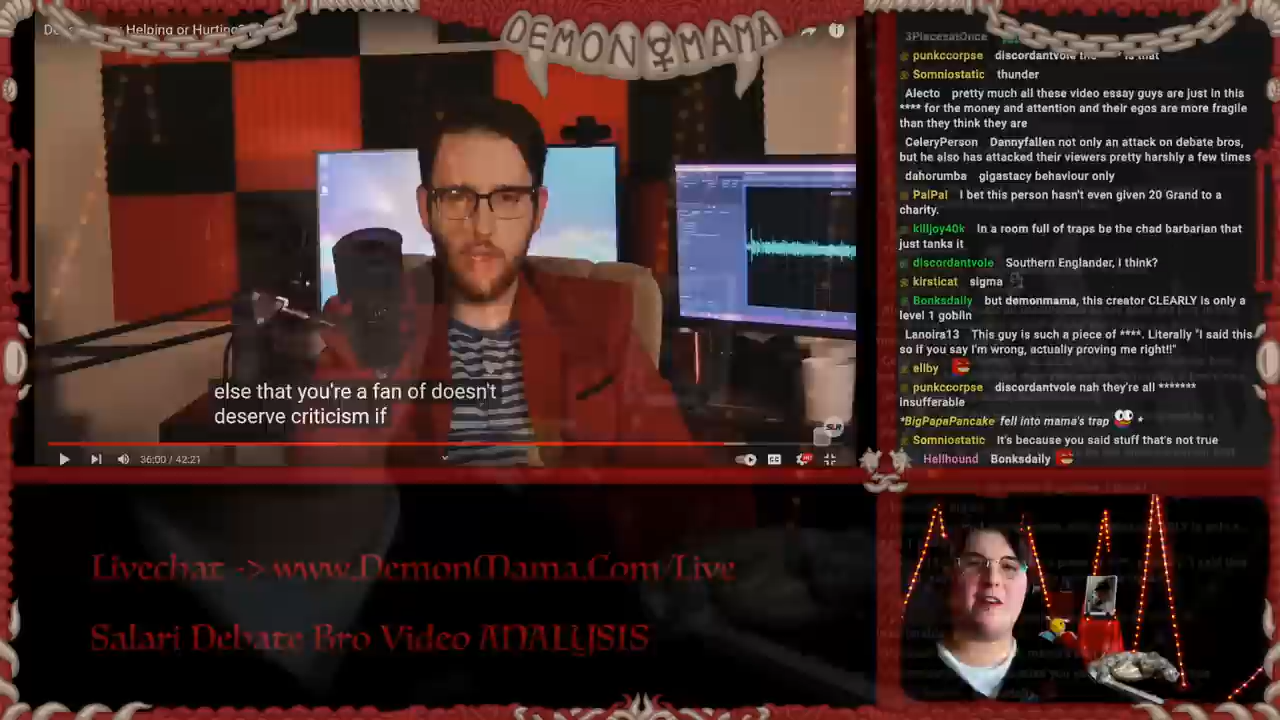 Helping or Hurting?
DEMON MAMA
else that you're a fan of doesn't
deserve criticism if
36:00 / 42:21
3PlacesatOnce
punkccorpse discordantvole is that
Somniostatic thunder
Alecto pretty much all these video essay guys are just in this
**** for the money and attention and their egos are more fragile
than they think they are
CeleryPerson Dannyfallen not only an attack on debate bros,
but he also has attacked their viewers pretty harshly a few times
dahorumba gigastacy behaviour only
PalPal I bet this person hasn't even given 20 Grand to a
charity.
killjoy40k In a room full of traps be the chad barbarian that
just tanks it
discordantvole Southern Englander, I think?
kirsticat sigma
Bonksdaily but demonmama, this creator CLEARLY is only a
level 1 goblin
Lanoira13 This guy is such a piece of ****. Literally "I said this
so if you say I'm wrong, actually proving me right!!"
ellby
punkccorpse discordantvole nah they're all *******
insufferable
*BigPapaPancake fell into mama's trap *
Somniostatic It's because you said stuff that's not true
Hellhound Bonksdaily
Livechat -> www.DemonMama.Com/Live
Salari Debate Bro Video ANALYSIS